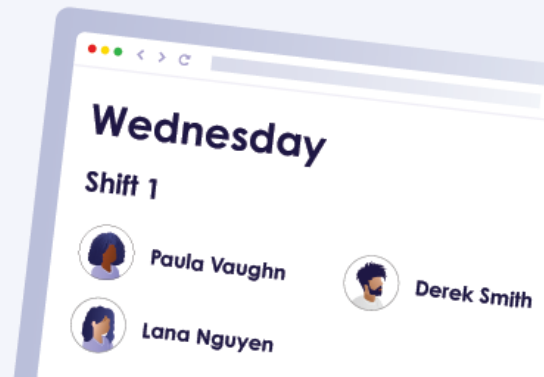 Wednesday
Shift 1
Paula Vaughn
Derek Smith
Lana Nguyen